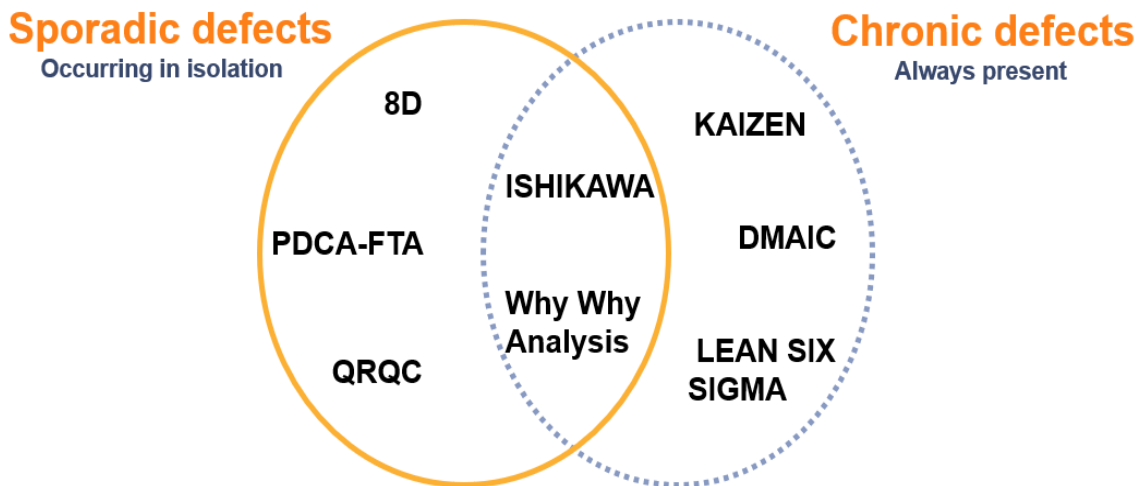 Sporadic defects
Occurring in isolation
Chronic defects
Always present
8D
PDCA-FTA
QRQC
ISHIKAWA
Why Why
Analysis
KAIZEN
DMAIC
LEAN SIX
SIGMA